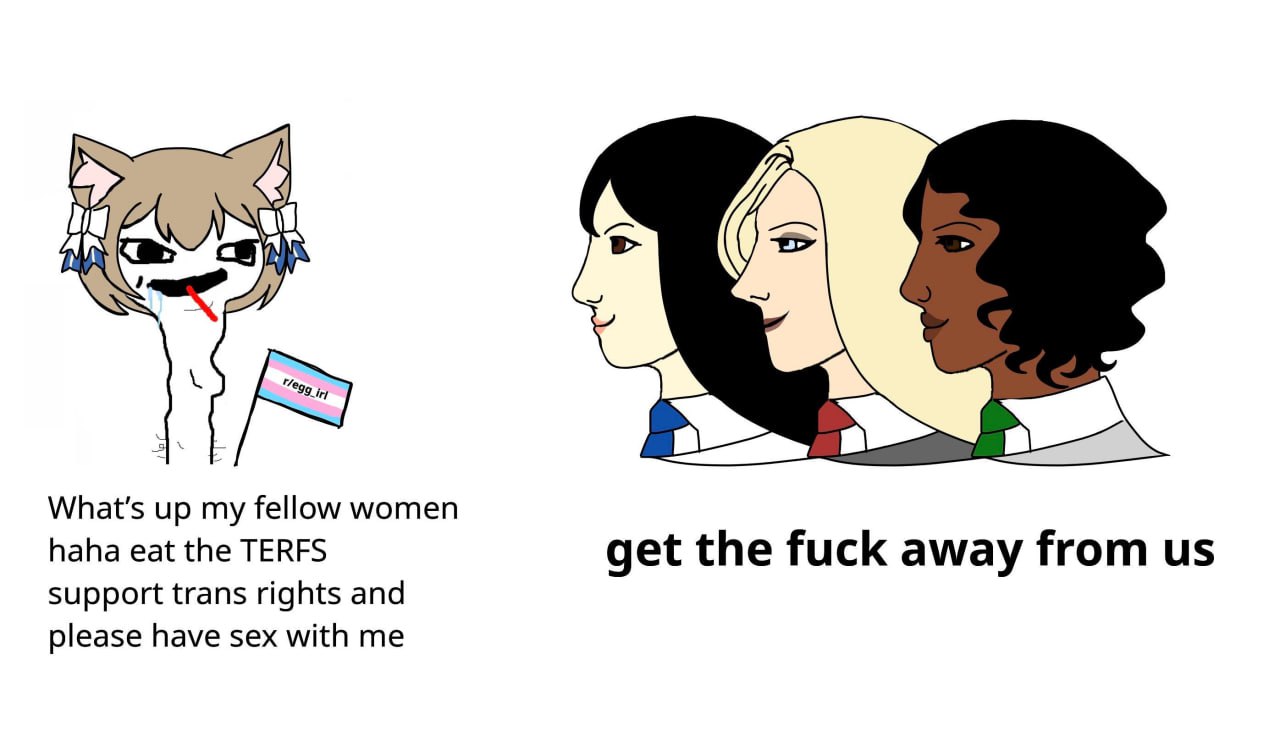 r/egg_irl
What's up my fellow women
haha eat the TERFS
support trans rights and
please have sex with me
get the fuck away from us